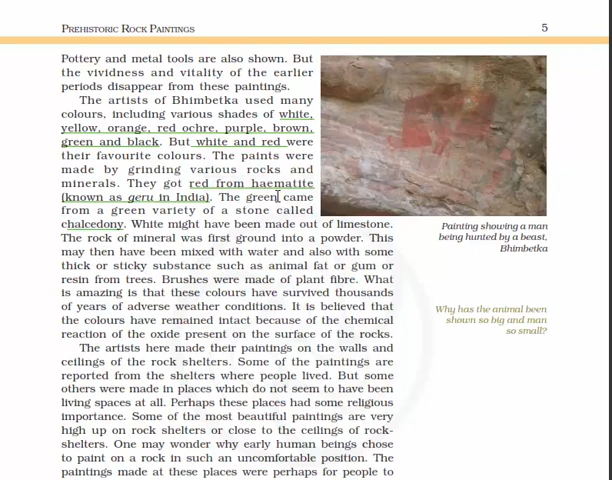 PREHISTORIC ROCK PAINTINGS 5
Pottery and metal tools are also shown. But
the vividness and vitality of the earlier
periods disappear from these paintings.
The artists of Bhimbetka used many
colours, including various shades of white,
yellow, orange, red ochre, purple, brown,
green and black. But white and red were
their favourite colours. The paints were
made by grinding various rocks and
minerals. They got red from haematite
(known as geru in India). The green came
from a green variety of a stone called
chalcedony. White might have been made out of limestone.
The rock of mineral was first ground into a powder. This
may then have been mixed with water and also with some
thick or sticky substance such as animal fat or gum or
resin from trees. Brushes were made of plant fibre. What
is amazing is that these colours have survived thousands
of years of adverse weather conditions. It is believed that
the colours have remained intact because of the chemical
reaction of the oxide present on the surface of the rocks.
The artists here made their paintings on the walls and
ceilings of the rock shelters. Some of the paintings are
reported from the shelters where people lived. But some
others were made in places which do not seem to have been
living spaces at all. Perhaps these places had some religious
importance. Some of the most beautiful paintings are very
high up on rock shelters or close to the ceilings of rock-
shelters. One may wonder why early human beings chose
to paint on a rock in such an uncomfortable position. The
paintings made at these places were perhaps for people to
Painting showing a man
being hunted by a beast,
Bhimbetka
Why has the animal been
shown so big and man
so small?